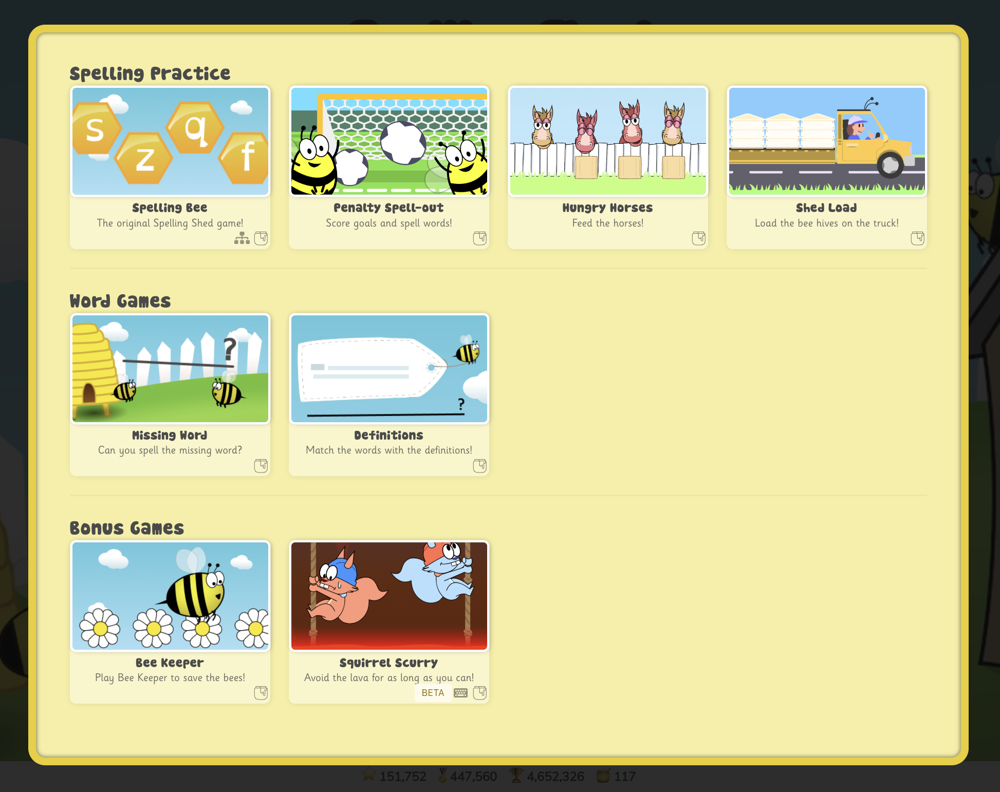 Spelling Practice
s z q f
Spelling Bee
The original Spelling Shed game!
Penalty Spell-out
Score goals and spell words!
Hungry Horses
Feed the horses!
Shed Load
Load the bee hives on the truck!
Word Games
?
Missing Word
Can you spell the missing word?
?
Definitions
Match the words with the definitions!
Bonus Games
Bee Keeper
Play Bee Keeper to save the bees!
Squirrel Scurry
Avoid the lava for as long as you can!
BETA
151,752 447,560 4,652,326 117